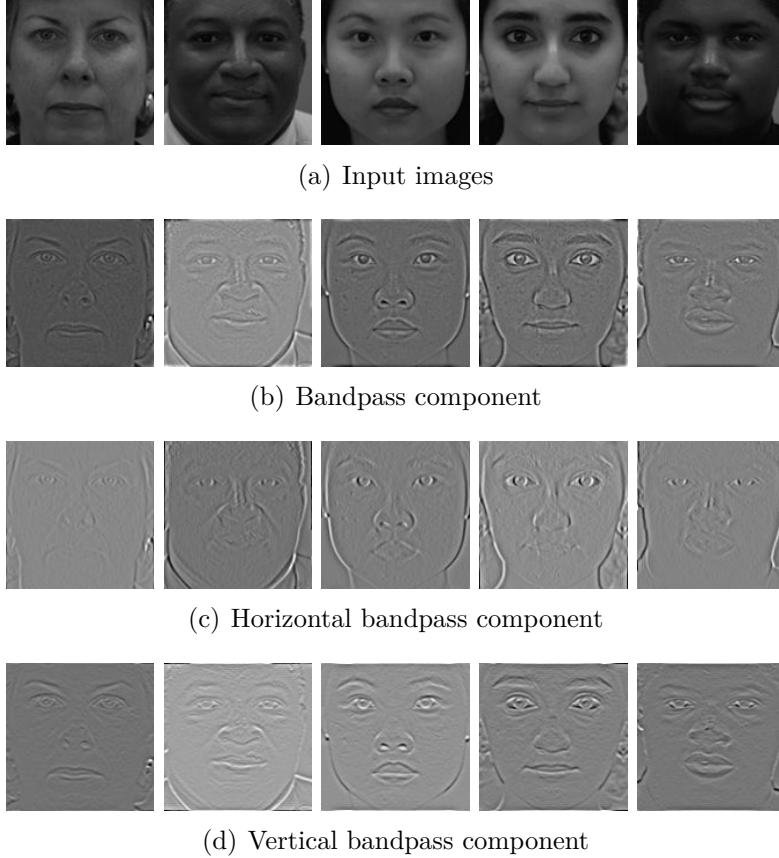 (a) Input images
(b) Bandpass component
(c) Horizontal bandpass component
(d) Vertical bandpass component